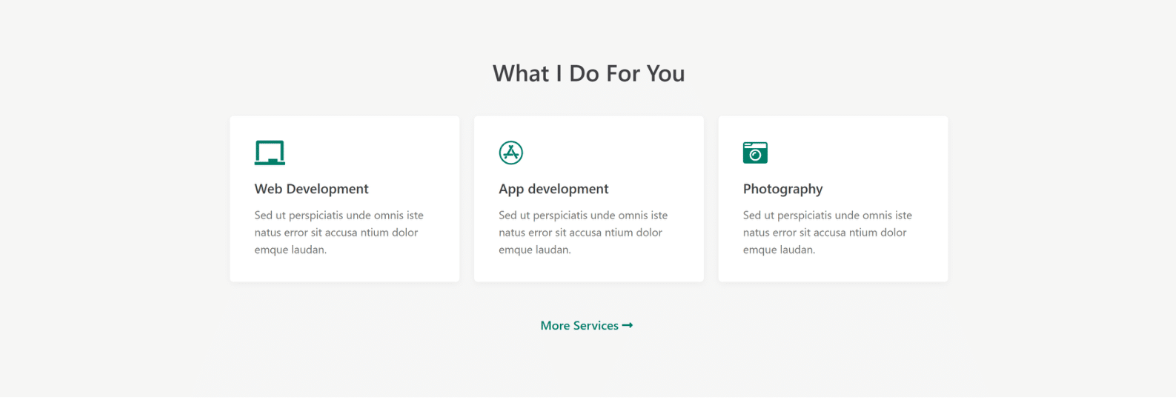 What I Do For You
Web Development
Sed ut perspiciatis unde omnis iste
natus error sit accusa ntium dolor
emque laudan.
App development
Sed ut perspiciatis unde omnis iste
natus error sit accusa ntium dolor
emque laudan.
Photography
Sed ut perspiciatis unde omnis iste
natus error sit accusa ntium dolor
emque laudan.
More Services